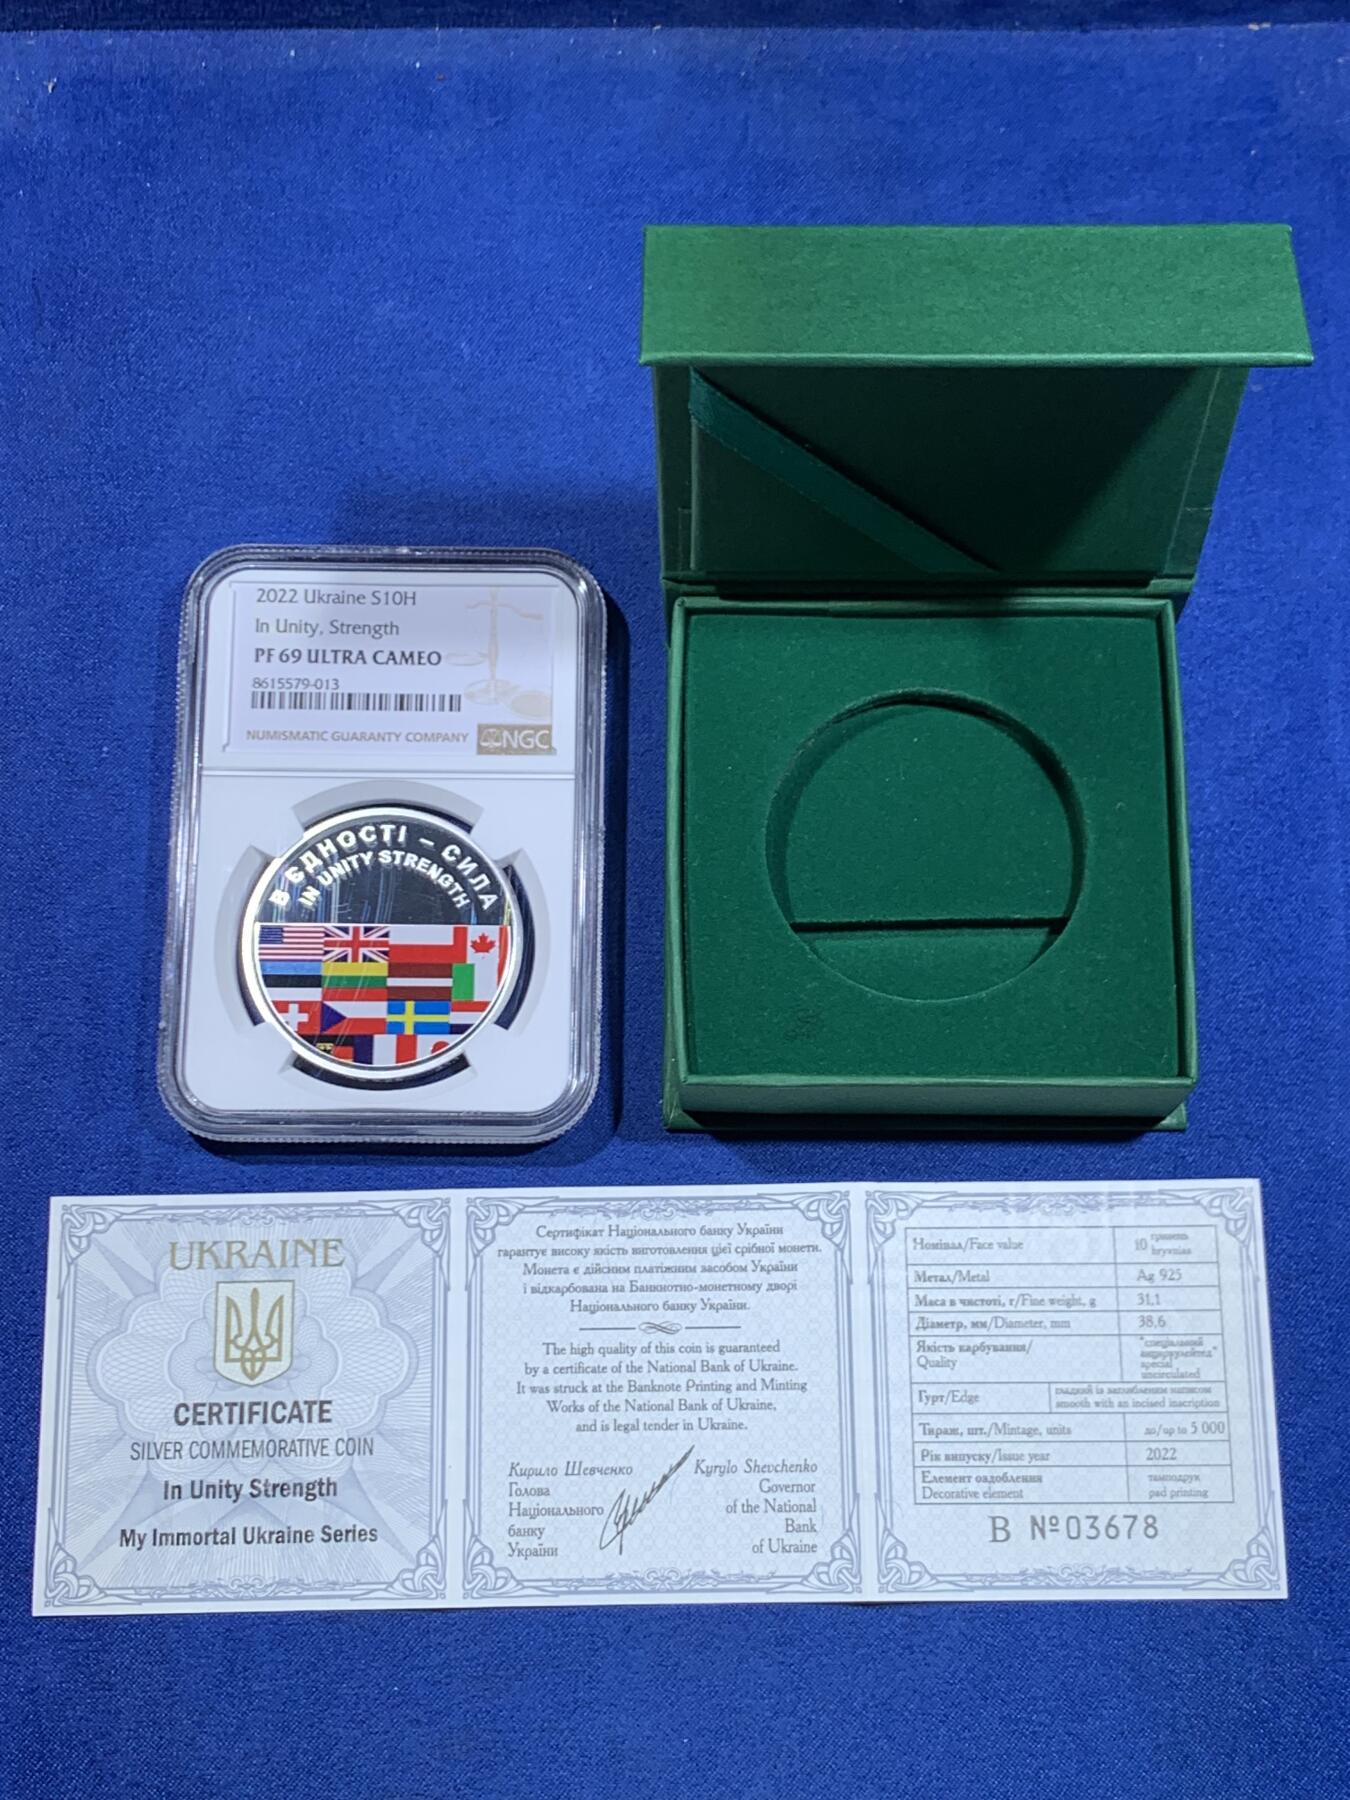 2022 Ukraine S10H
In Unity, Strength
PF 69 ULTRA CAMEO
8615579-013
NUMISMATIC GUARANTY COMPANY NGC
В ЄДНОСТІ – СИЛА
IN UNITY STRENGTH
UKRAINE
CERTIFICATE
SILVER COMMEMORATIVE COIN
In Unity Strength
My Immortal Ukraine Series
Сертифікат Національного банку України
гарантує високу якість виготовлення цієї срібної монети.
Монета є дійсним платіжним засобом України
і відкарбована на Банкнотно-монетному дворі
Національного банку України.
The high quality of this coin is guaranteed
by a certificate of the National Bank of Ukraine.
It was struck at the Banknote Printing and Minting
Works of the National Bank of Ukraine,
and is legal tender in Ukraine.
Кирило Шевченко
Голова
Національного
банку
України
Kyrylo Shevchenko
Governor
of the National
Bank
of Ukraine
Номінал/Face value 10 гривень hryvnias
Метал/Metal Ag 925
Маса в чистоті, г/Fine weight, g 31,1
Діаметр, мм/Diameter, mm 38,6
Якість карбування/
Quality
"спеціальний
анциркулейтед"
special
uncirculated
Гурт/Edge
гладкий із заглибленим написом
smooth with an incised inscription
Тираж, шт./Mintage, units до/up to 5 000
Рік випуску/Issue year 2022
Елемент оздоблення тамподрук
Decorative element pad printing
В №03678